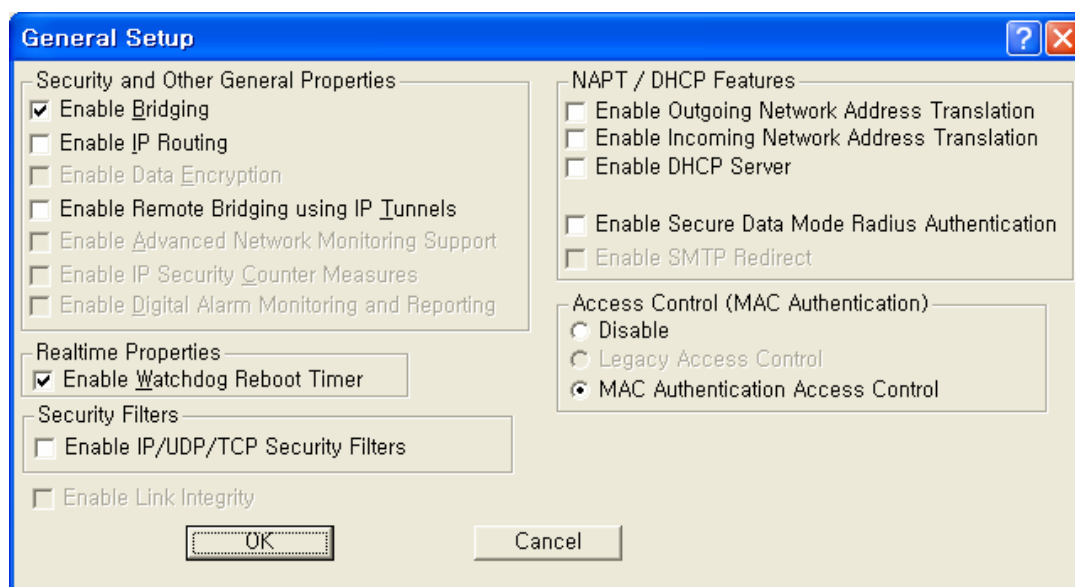 General Setup
Security and Other General Properties
Enable Bridging
Enable IP Routing
Enable Data Encryption
Enable Remote Bridging using IP Tunnels
Enable Advanced Network Monitoring Support
Enable IP Security Counter Measures
Enable Digital Alarm Monitoring and Reporting
Realtime Properties
Enable Watchdog Reboot Timer
Security Filters
Enable IP/UDP/TCP Security Filters
Enable Link Integrity
NAPT / DHCP Features
Enable Outgoing Network Address Translation
Enable Incoming Network Address Translation
Enable DHCP Server
Enable Secure Data Mode Radius Authentication
Enable SMTP Redirect
Access Control (MAC Authentication)
Disable
Legacy Access Control
MAC Authentication Access Control
OK
Cancel